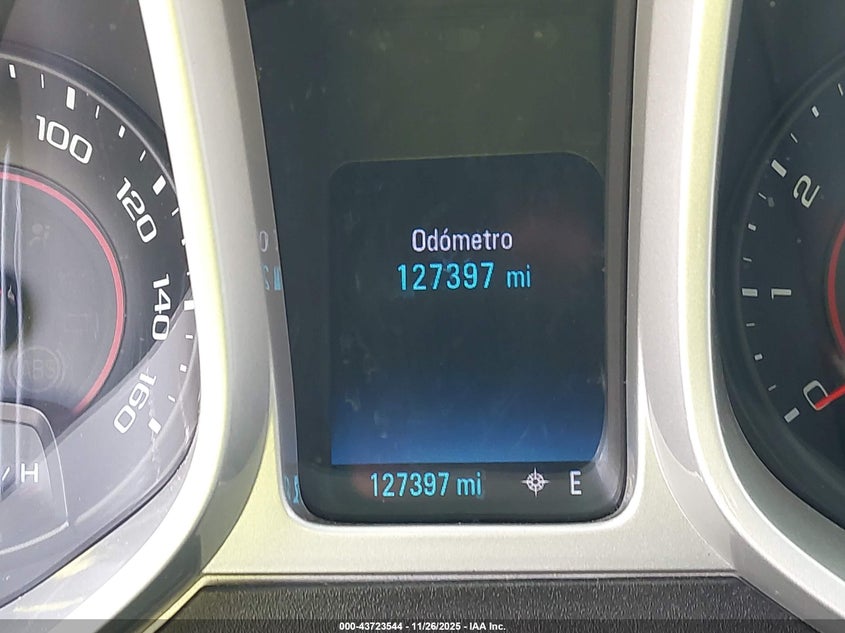 100
120
140
160
ABS
H
Odómetro
127397 mi
127397 mi E
2
1
0
000-43723544 - 11/26/2025 - IAA Inc.